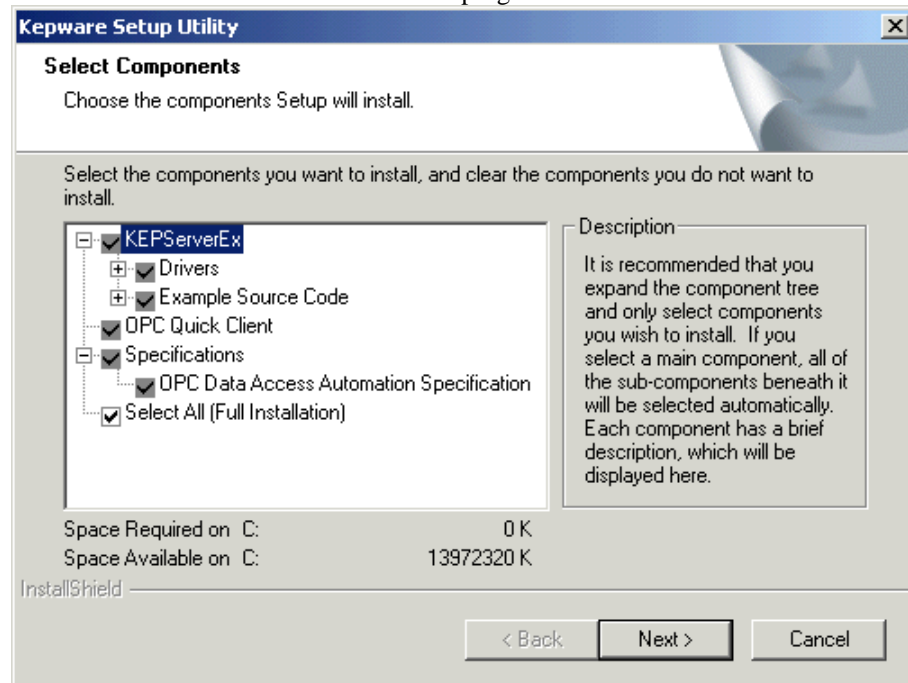 Kepware Setup Utility
Select Components
Choose the components Setup will install.
Select the components you want to install, and clear the components you do not want to
install.
KEPServerEx
Drivers
Example Source Code
OPC Quick Client
Specifications
OPC Data Access Automation Specification
Select All (Full Installation)
Description
It is recommended that you
expand the component tree
and only select components
you wish to install. If you
select a main component, all of
the sub-components beneath it
will be selected automatically.
Each component has a brief
description, which will be
displayed here.
Space Required on C: 0 K
Space Available on C: 13972320 K
InstallShield
< Back Next > Cancel